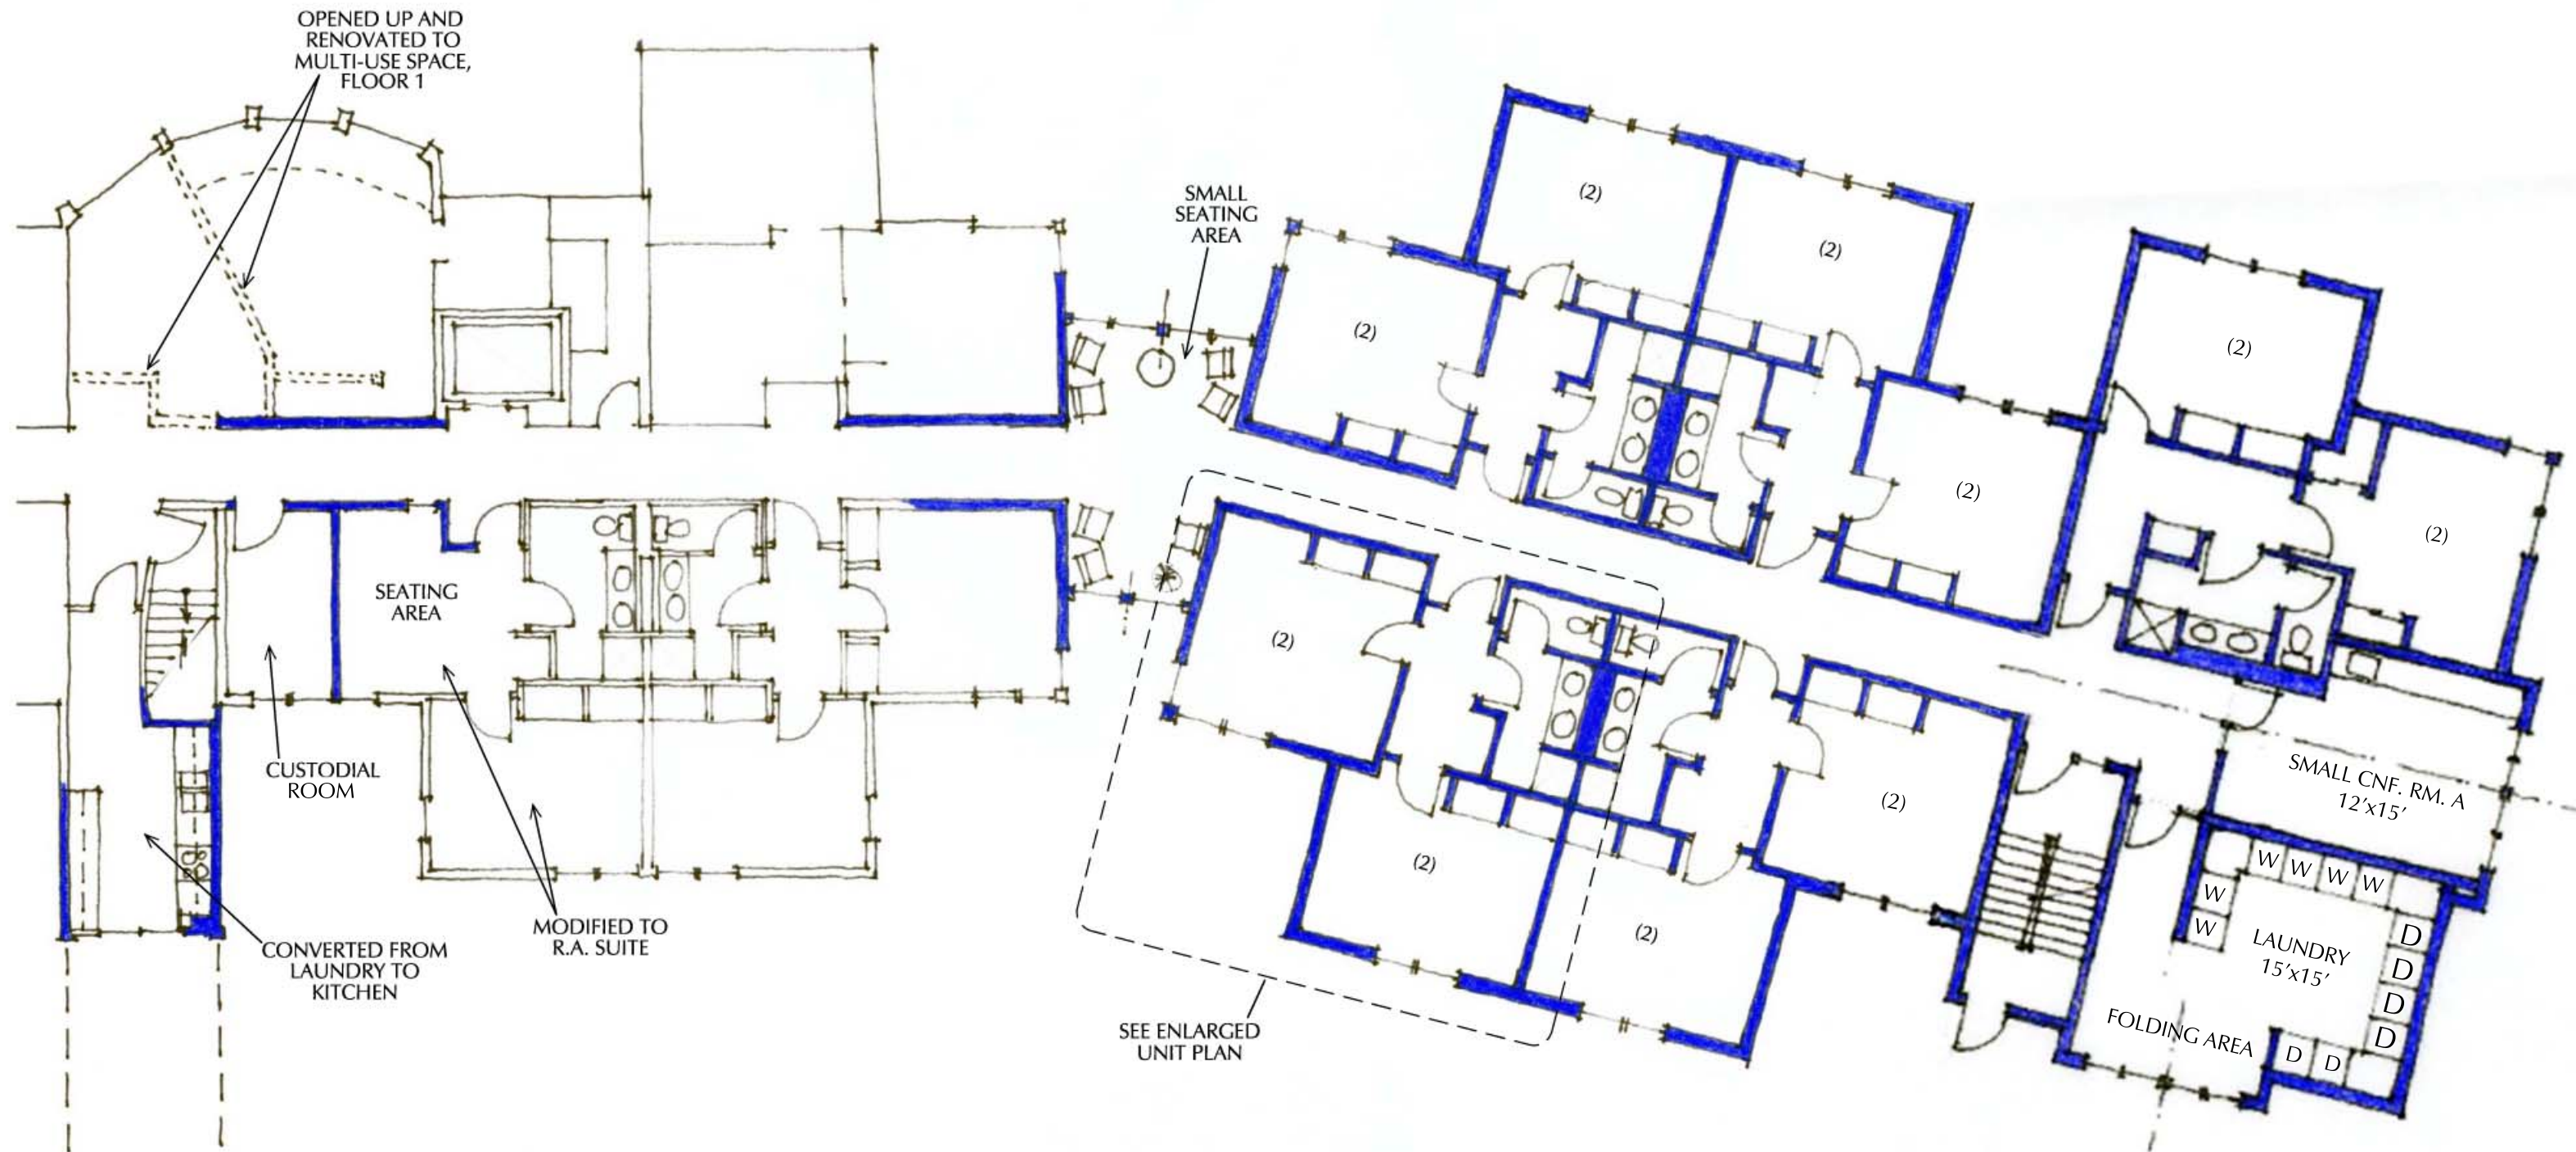 OPENED UP AND
RENOVATED TO
MULTI-USE SPACE,
FLOOR 1
SMALL
SEATING
AREA
(2)
(2)
(2)
(2)
(2)
(2)
SEATING
AREA
CUSTODIAL
ROOM
CONVERTED FROM
LAUNDRY TO
KITCHEN
MODIFIED TO
R.A. SUITE
(2)
(2)
(2)
(2)
SEE ENLARGED
UNIT PLAN
SMALL CNF. RM. A
12'x15'
W W W W
W
W
LAUNDRY
15'x15'
D
D
D
D
D D
FOLDING AREA